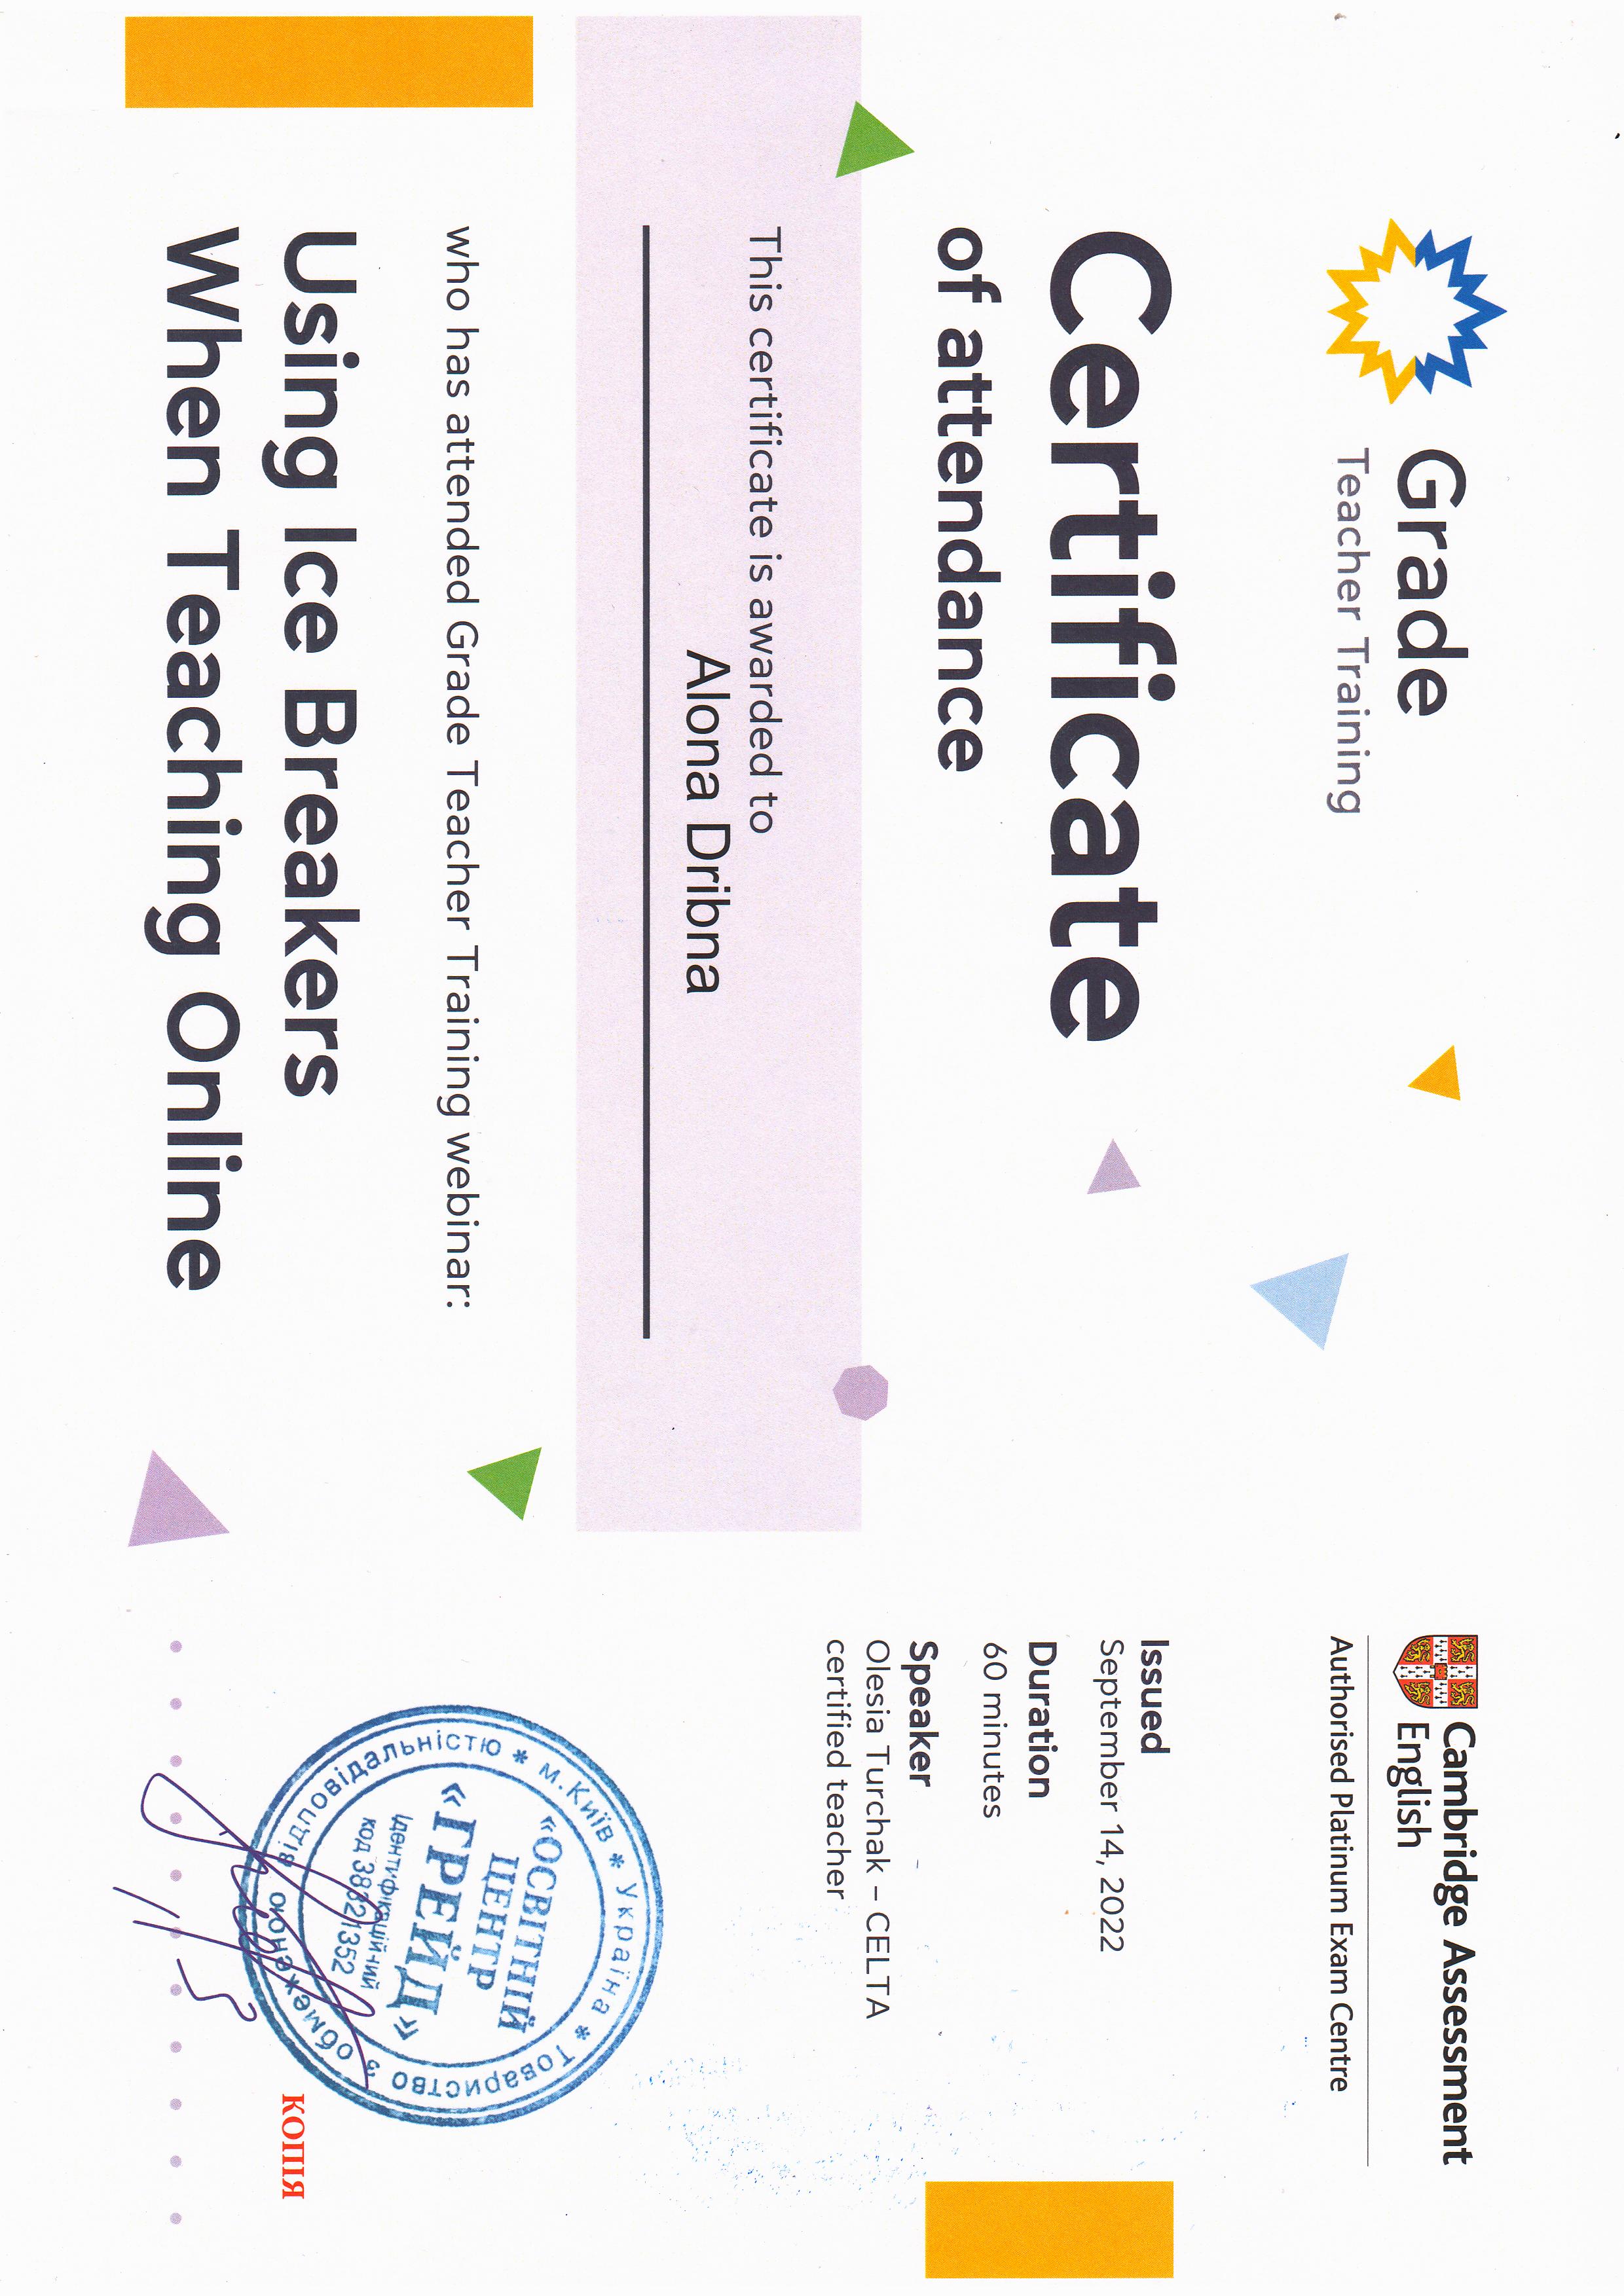 Grade
Teacher Training
Cambridge Assessment
English
Authorised Platinum Exam Centre
Certificate
of attendance
Issued
September 14, 2022
Duration
60 minutes
Speaker
Olesia Turchak – CELTA
certified teacher
This certificate is awarded to
Alona Dribna
who has attended Grade Teacher Training webinar:
Using Ice Breakers
When Teaching Online
* Україна * Товариство з обмеженою відповідальністю * м.Київ
«ОСВІТНІЙ
ЦЕНТР
«ГРЕЙД»
Ідентифікаційний
код 38321352
КОПІЯ